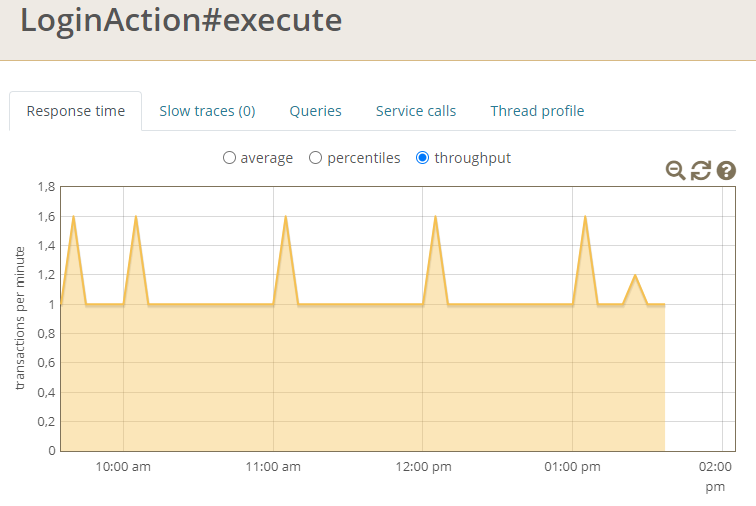 LoginAction#execute
Response time Slow traces (0) Queries Service calls Thread profile
average percentiles throughput
1,8
1,6
1,4
1,2
1
0,8
0,6
0,4
0,2
0
transactions per minute
10:00 am 11:00 am 12:00 pm 01:00 pm 02:00
pm